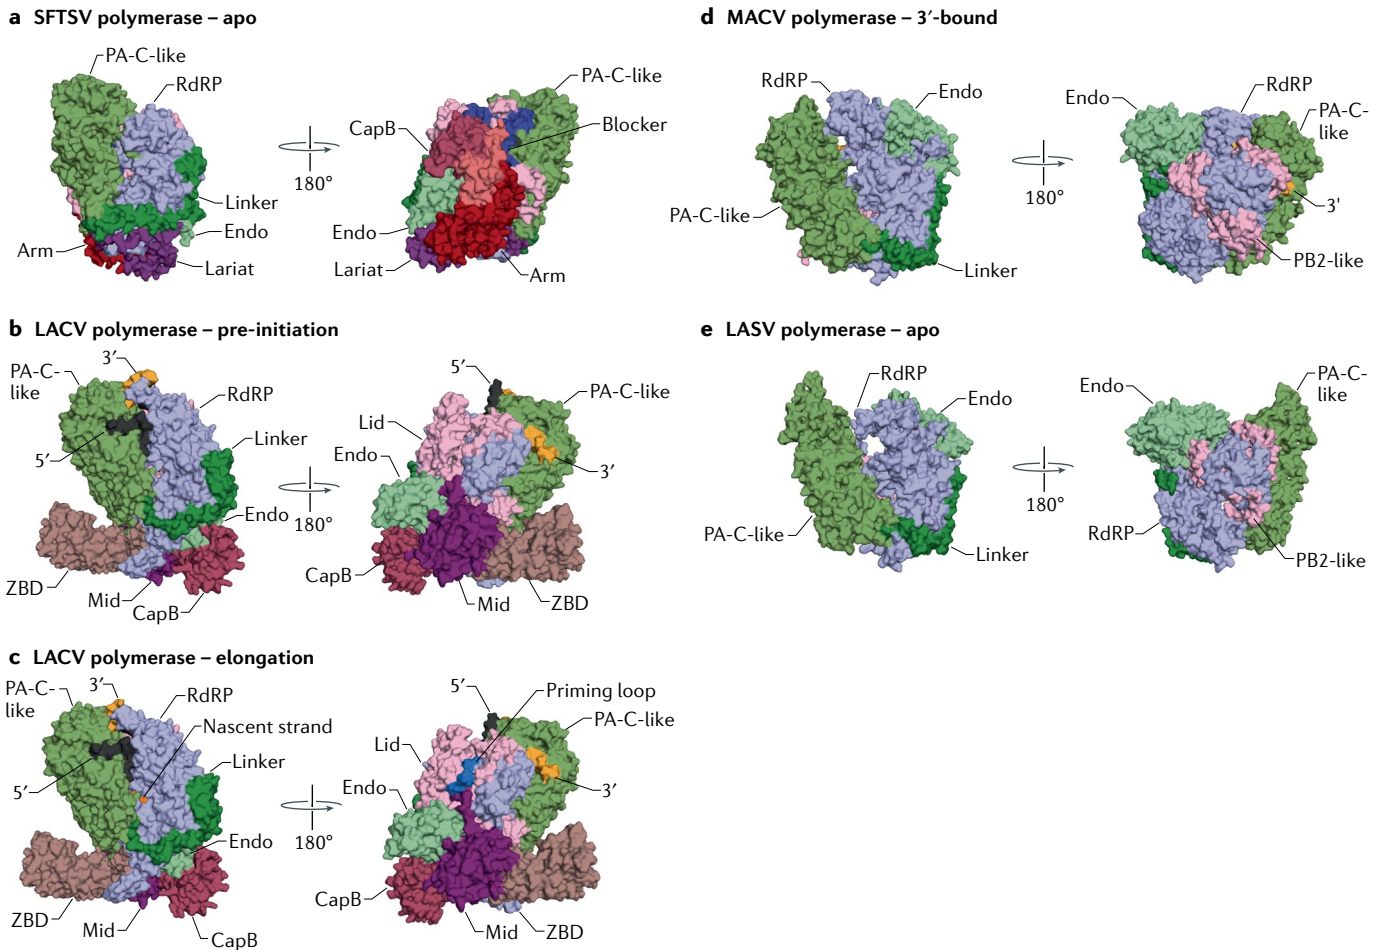 a SFTSV polymerase – apo
PA-C-like
RdRP
Linker
Endo
Lariat
Arm
180°
PA-C-like
CapB
Blocker
Endo
Lariat
Arm
b LACV polymerase – pre-initiation
3′
PA-C-
like
RdRP
Linker
5′
Endo
ZBD
Mid
CapB
180°
5′
PA-C-like
Lid
Endo
3′
CapB
Mid
ZBD
c LACV polymerase – elongation
PA-C-
like
3′
RdRP
Nascent strand
Linker
5′
Endo
ZBD
Mid
CapB
180°
5′
Priming loop
PA-C-like
Lid
Endo
3′
CapB
Mid
ZBD
d MACV polymerase – 3′-bound
RdRP
Endo
PA-C-like
Linker
180°
Endo
RdRP
PA-C-
like
3'
PB2-like
e LASV polymerase – apo
RdRP
Endo
PA-C-like
Linker
180°
Endo
PA-C-
like
RdRP
PB2-like